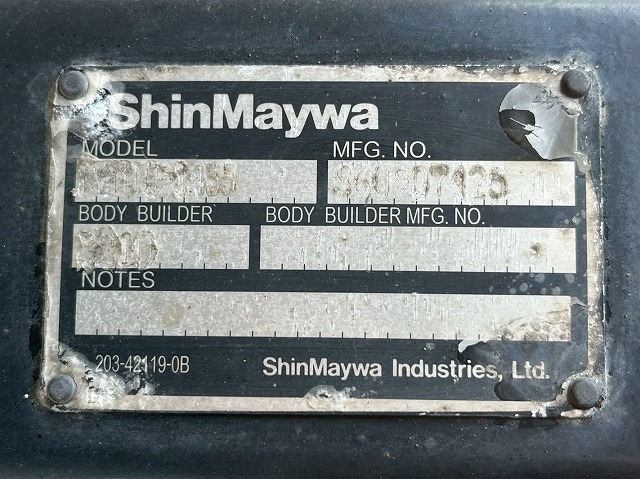 ShinMaywa
MODEL MFG. NO.
BODY BUILDER BODY BUILDER MFG. NO.
NOTES
203-42119-0B ShinMaywa Industries, Ltd.